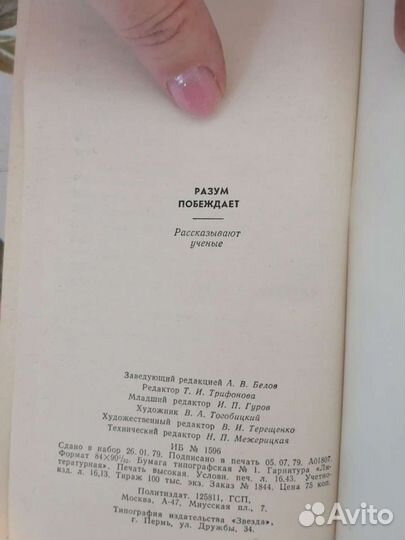 РАЗУМ
ПОБЕЖДАЕТ
Рассказывают
ученые
Заведующий редакцией А. В. Белов
Редактор Т. И. Трифонова
Младший редактор И. П. Гуров
Художник В. А. Тогобицкий
Художественный редактор В. И. Терещенко
Технический редактор Н. П. Межерицкая
ИБ № 1596
Сдано в набор 26.01.79. Подписано в печать 05.07.79. А01807.
Формат 84×90¹/₃₂. Бумага типографская № 1. Гарнитура «Ли-
тературная». Печать высокая. Условн. печ. л. 16,43. Учетно-
изд. л. 16,13. Тираж 100 тыс. экз. Заказ № 1844. Цена 75 коп.
Политиздат. 125811, ГСП,
Москва, А-47, Миусская пл., 7.
Типография издательства «Звезда»,
г. Пермь, ул. Дружбы, 34.
Avito